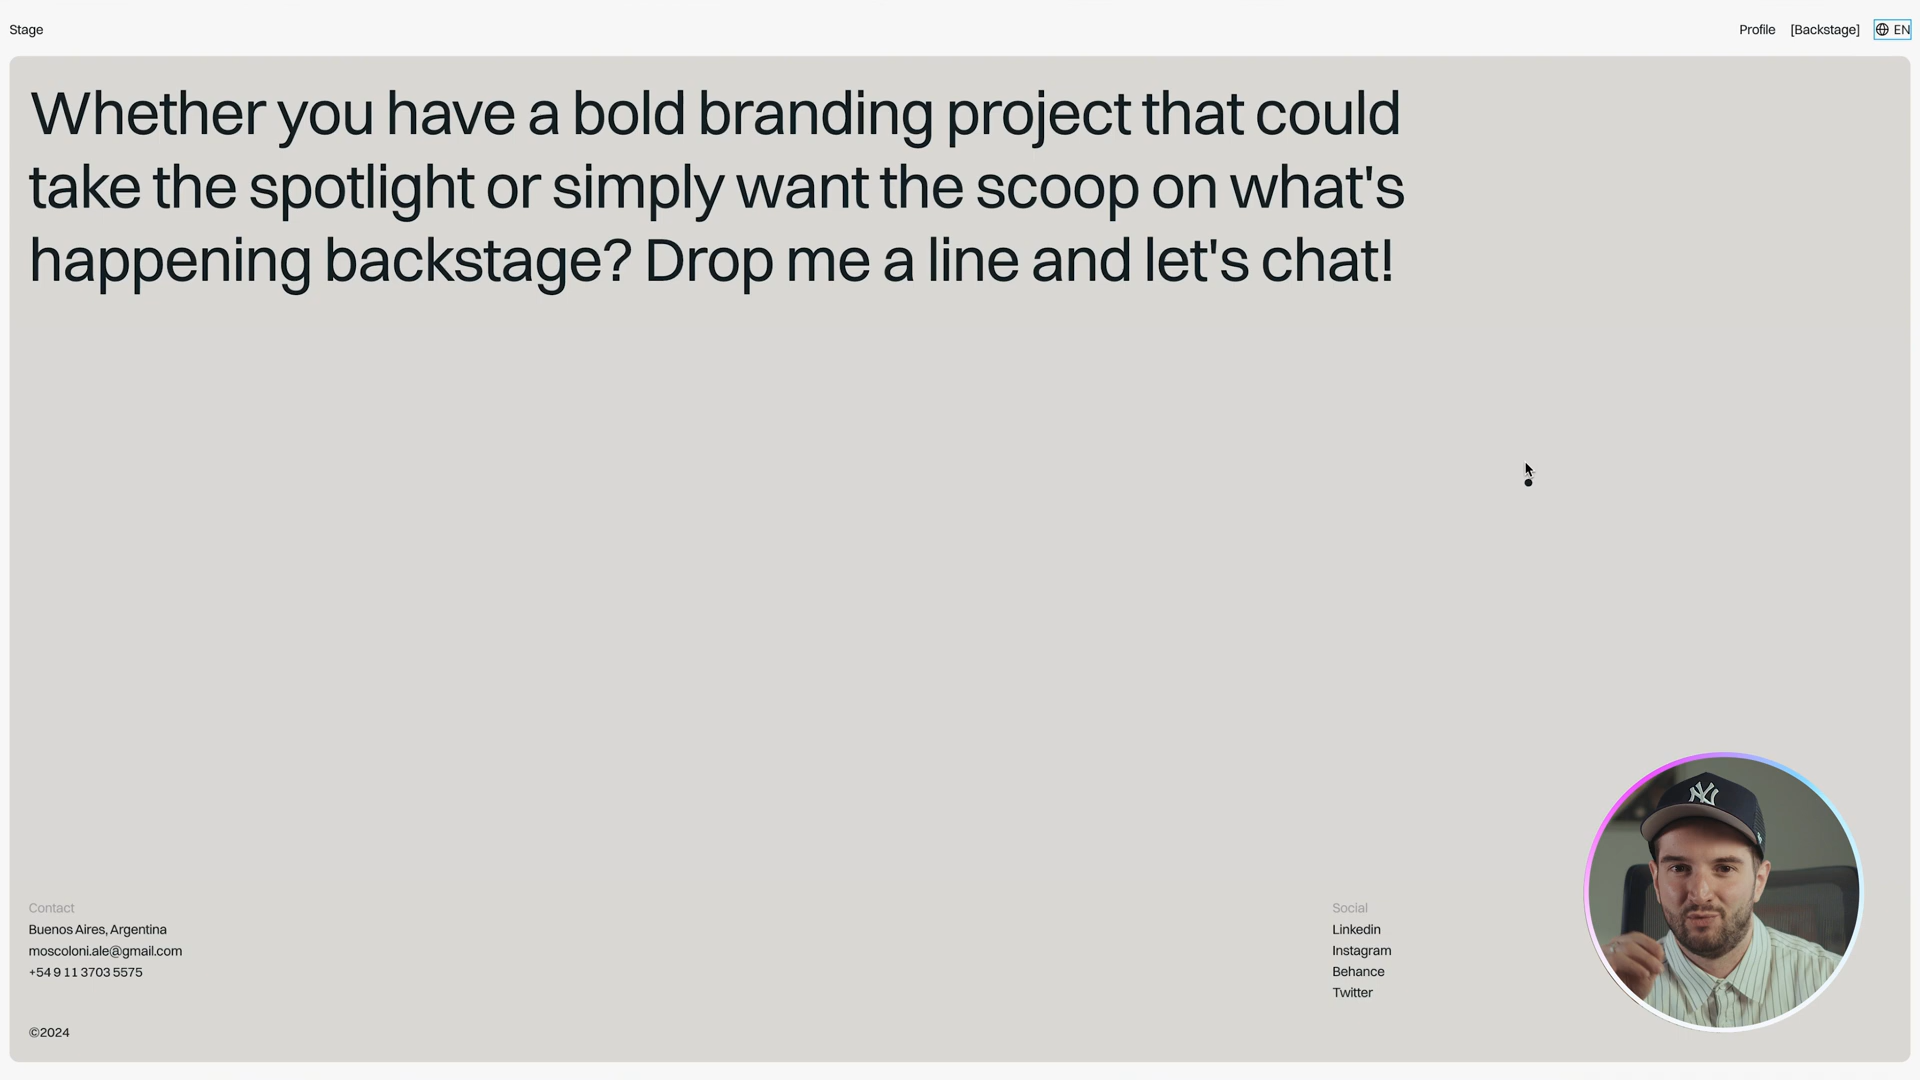 Stage
Profile [Backstage] EN
Whether you have a bold branding project that could
take the spotlight or simply want the scoop on what's
happening backstage? Drop me a line and let's chat!
Contact
Buenos Aires, Argentina
moscoloni.ale@gmail.com
+54 9 11 3703 5575
Social
Linkedin
Instagram
Behance
Twitter
©2024
NY